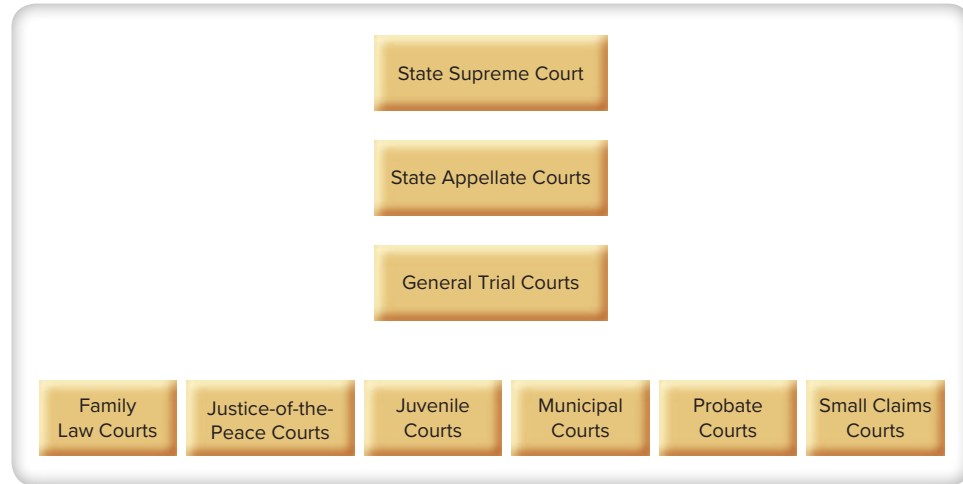 State Supreme Court
State Appellate Courts
General Trial Courts
Family
Law Courts
Justice-of-the-
Peace Courts
Juvenile
Courts
Municipal
Courts
Probate
Courts
Small Claims
Courts